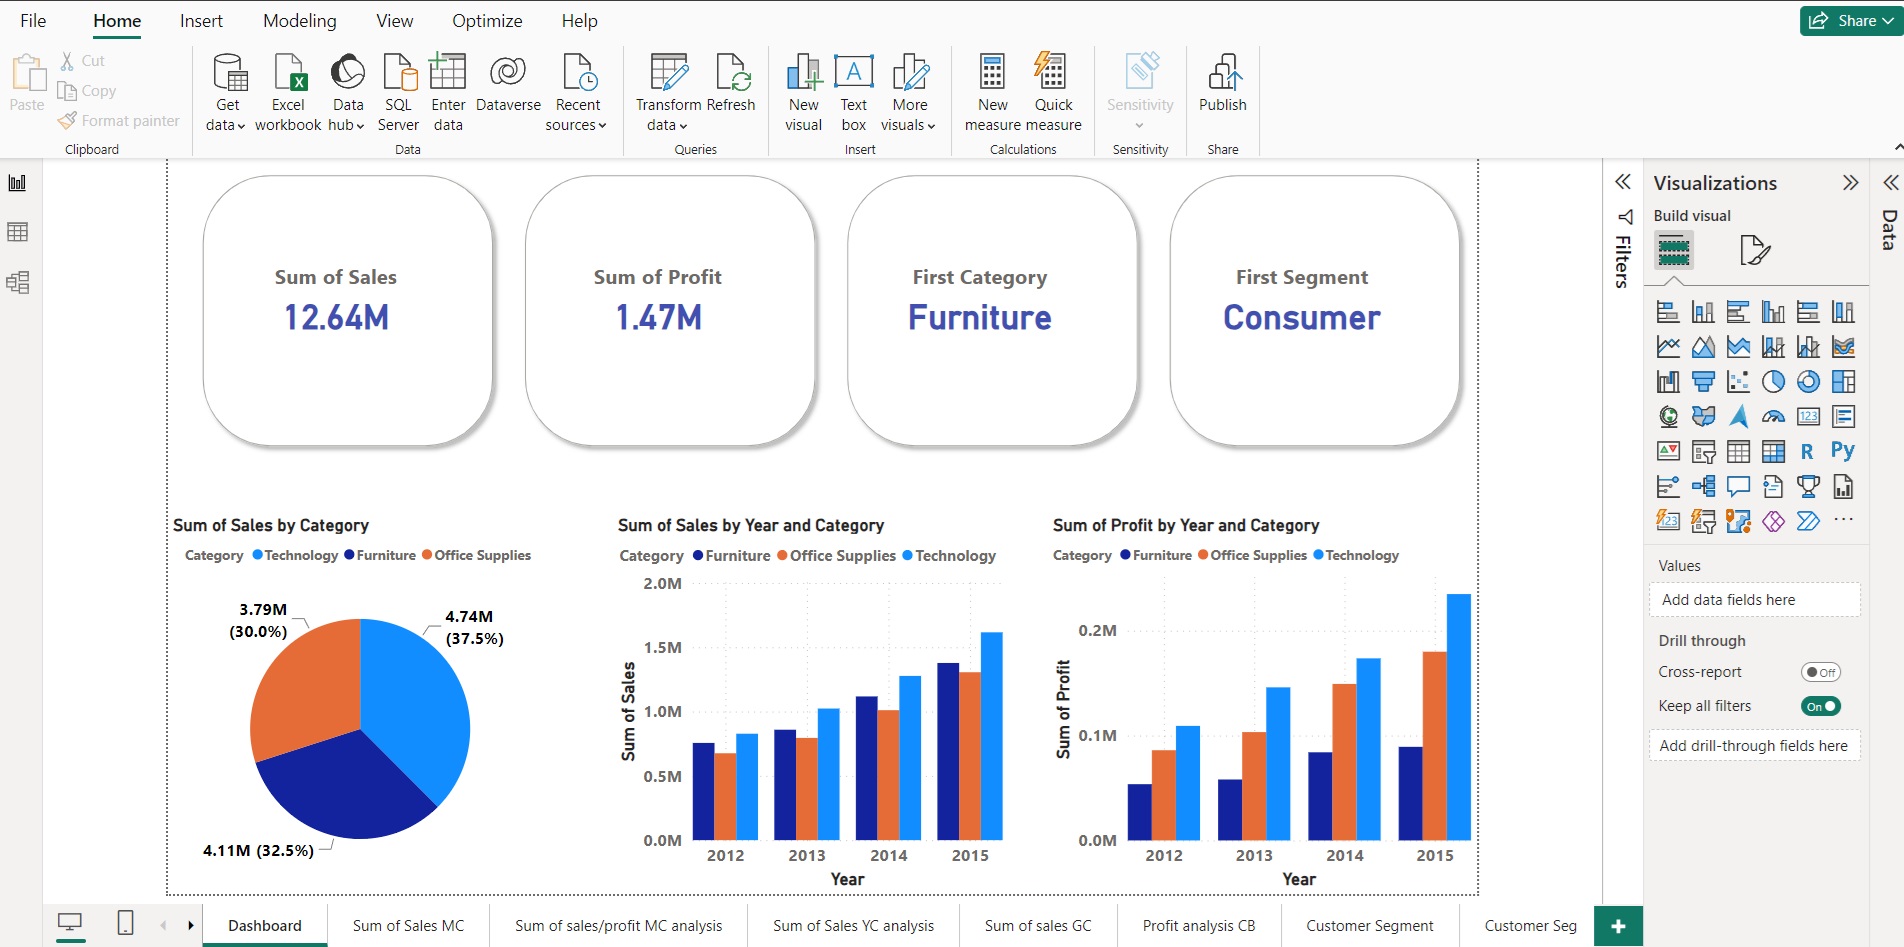 File Home Insert Modeling View Optimize Help
Share
Paste
Cut
Copy
Format painter
Clipboard
Get data
Excel workbook
Data hub
SQL Server
Enter data
Dataverse
Recent sources
Data
Transform data
Refresh
Queries
New visual
Text box
More visuals
Insert
New measure
Quick measure
Calculations
Sensitivity
Sensitivity
Publish
Share
Sum of Sales
12.64M
Sum of Profit
1.47M
First Category
Furniture
First Segment
Consumer
Sum of Sales by Category
Category Technology Furniture Office Supplies
3.79M
(30.0%)
4.74M
(37.5%)
4.11M (32.5%)
Sum of Sales by Year and Category
Category Furniture Office Supplies Technology
2.0M
1.5M
1.0M
0.5M
0.0M
Sum of Sales
2012 2013 2014 2015
Year
Sum of Profit by Year and Category
Category Furniture Office Supplies Technology
0.2M
0.1M
0.0M
Sum of Profit
2012 2013 2014 2015
Year
Filters
Visualizations
Build visual
123
R Py
123
Values
Add data fields here
Drill through
Cross-report Off
Keep all filters On
Add drill-through fields here
Data
Dashboard Sum of Sales MC Sum of sales/profit MC analysis Sum of Sales YC analysis Sum of sales GC Profit analysis CB Customer Segment Customer Seg